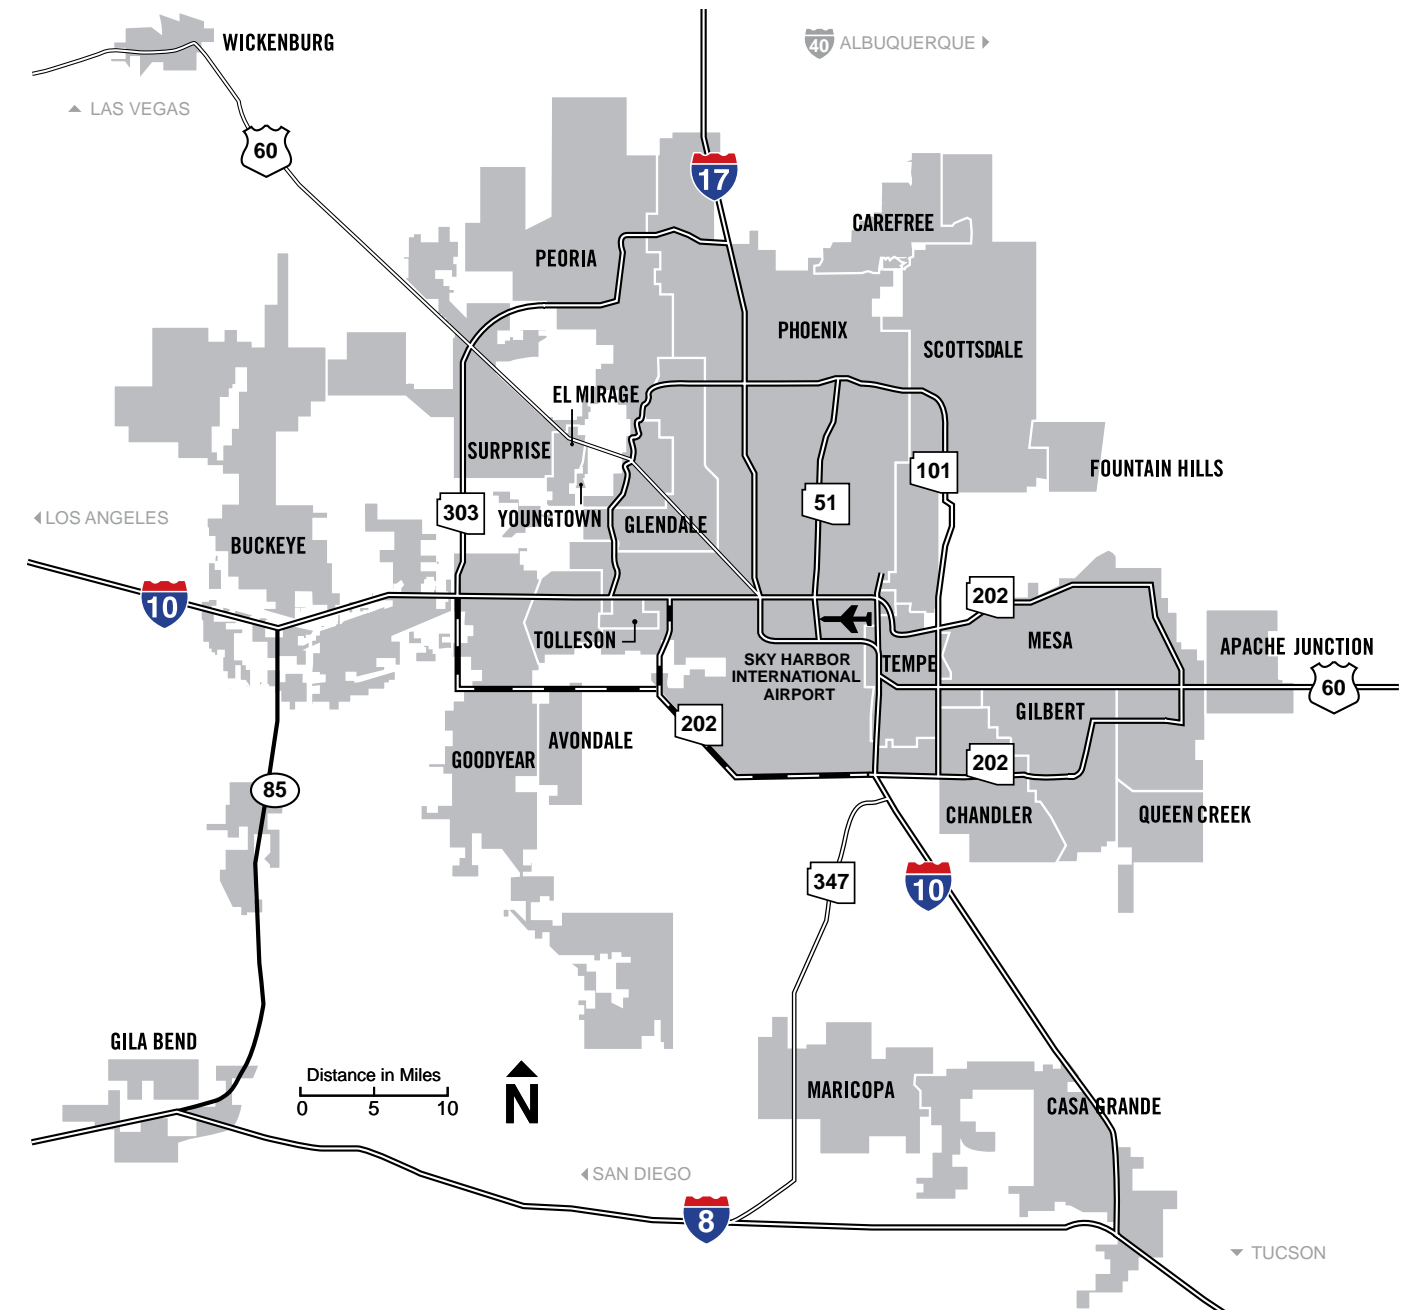 WICKENBURG
40 ALBUQUERQUE
LAS VEGAS
60
17
CAREFREE
PEORIA
PHOENIX
SCOTTSDALE
EL MIRAGE
SURPRISE
101
FOUNTAIN HILLS
303
51
LOS ANGELES
YOUNGTOWN
GLENDALE
BUCKEYE
10
202
TOLLESON
MESA
APACHE JUNCTION
SKY HARBOR
INTERNATIONAL
AIRPORT
TEMPE
60
GILBERT
202
AVONDALE
GOODYEAR
202
85
CHANDLER
QUEEN CREEK
347
10
GILA BEND
Distance in Miles
0 5 10
N
MARICOPA
CASA GRANDE
SAN DIEGO
8
TUCSON